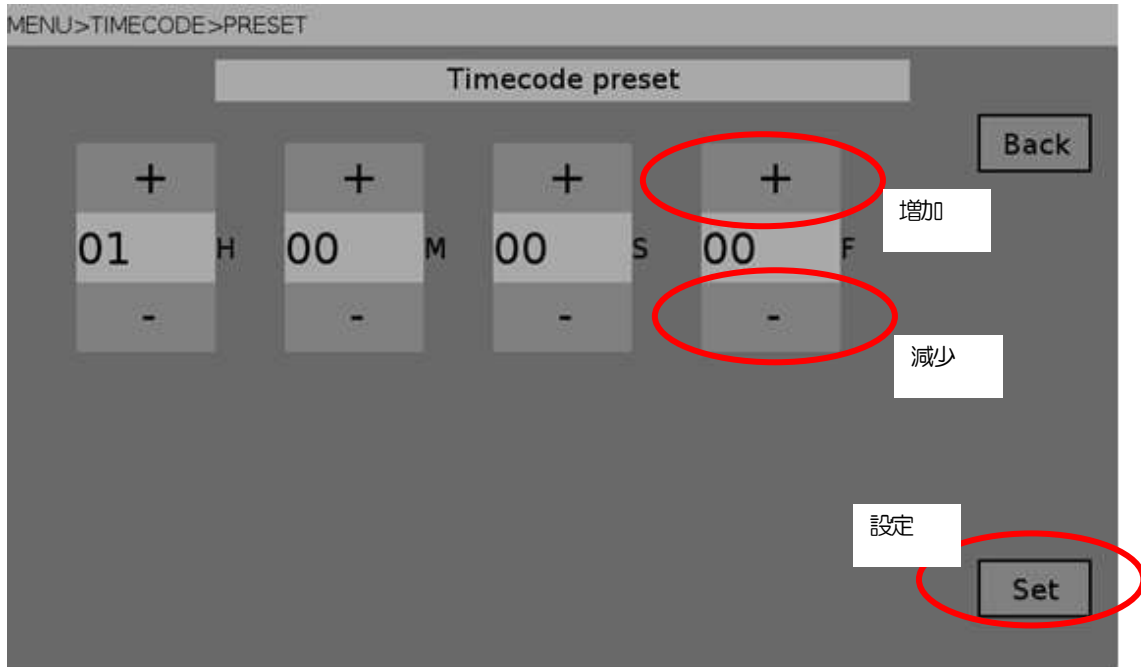 MENU>TIMECODE>PRESET
Timecode preset
Back
+ + + +
増加
01 H 00 M 00 S 00 F
- - - -
減少
設定
Set